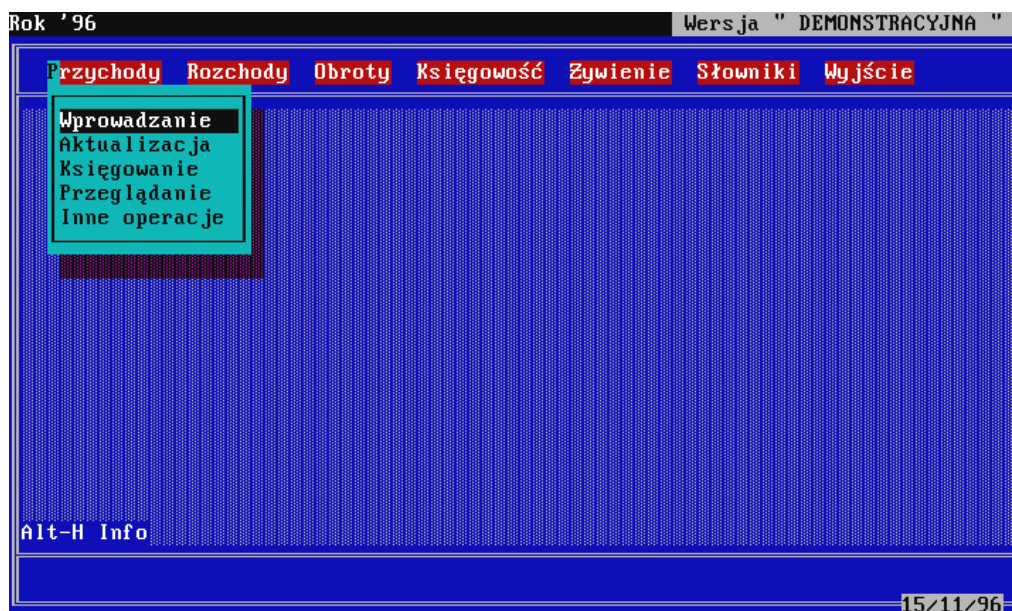 Rok '96 Wersja " DEMONSTRACYJNA "
Przychody Rozchody Obroty Księgowość Żywienie Słowniki Wyjście
Wprowadzanie
Aktualizacja
Księgowanie
Przeglądanie
Inne operacje
Alt-H Info
15/11/96